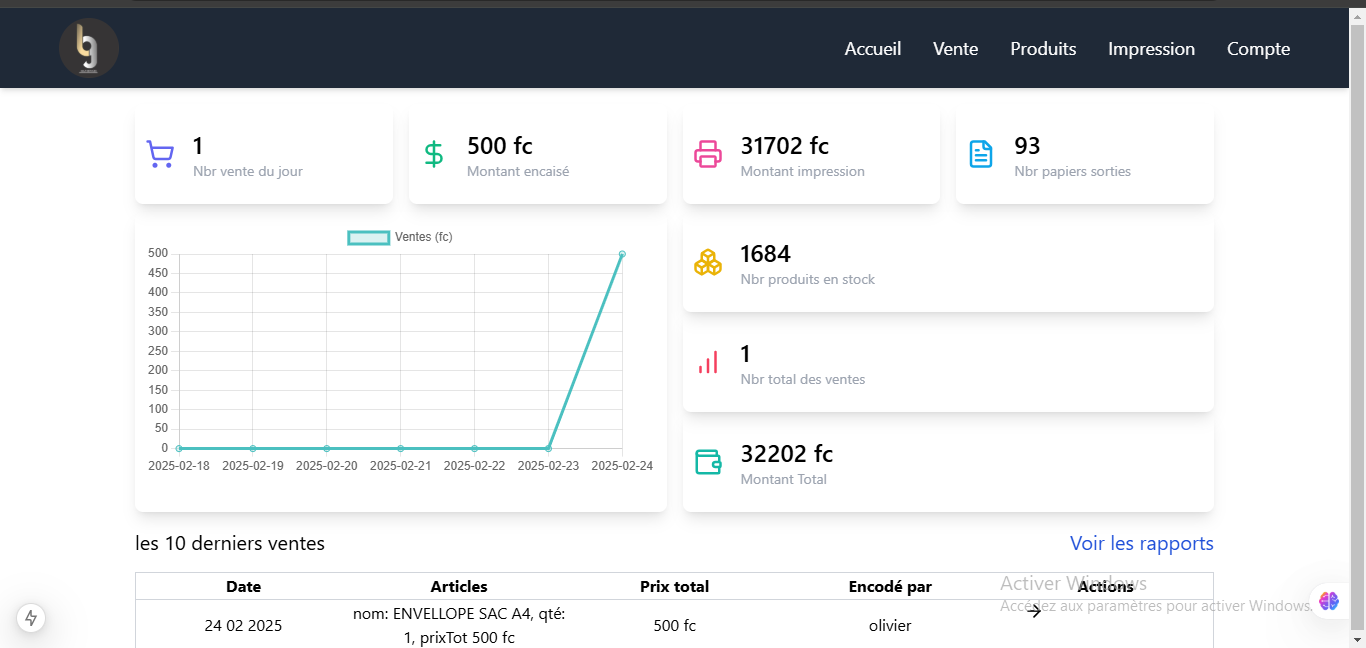 bg
Accueil Vente Produits Impression Compte
1
Nbr vente du jour
500 fc
Montant encaisé
31702 fc
Montant impression
93
Nbr papiers sorties
Ventes (fc)
500
450
400
350
300
250
200
150
100
50
0
2025-02-18 2025-02-19 2025-02-20 2025-02-21 2025-02-22 2025-02-23 2025-02-24
1684
Nbr produits en stock
1
Nbr total des ventes
32202 fc
Montant Total
les 10 derniers ventes
Voir les rapports
Date Articles Prix total Encodé par Actions
24 02 2025 nom: ENVELLOPE SAC A4, qté: 500 fc olivier
1, prixTot 500 fc
Activer Windows
Accédez aux paramètres pour activer Windows.